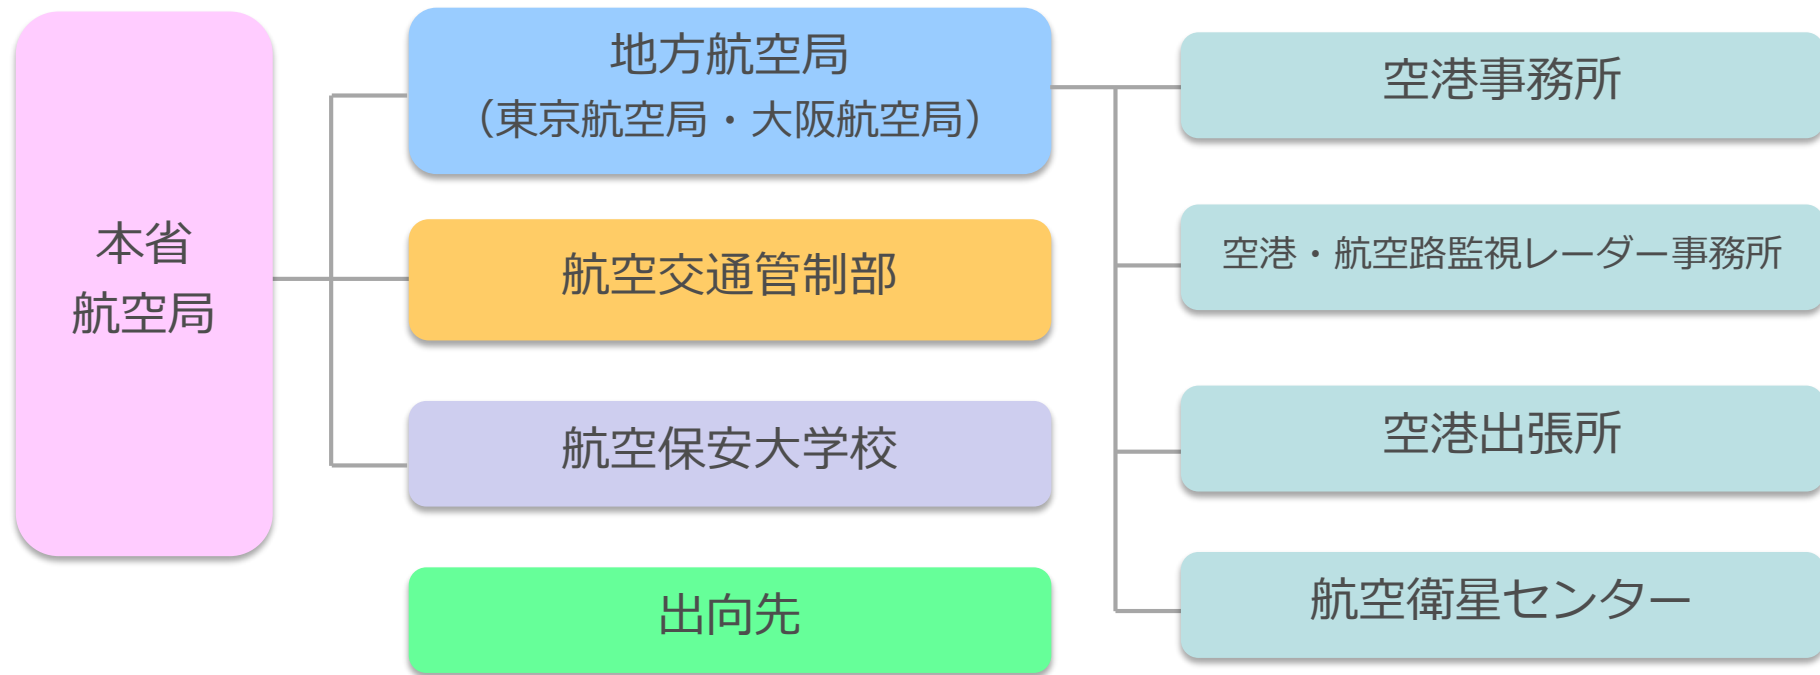 本省
航空局
地方航空局
（東京航空局・大阪航空局）
航空交通管制部
航空保安大学校
出向先
空港事務所
空港・航空路監視レーダー事務所
空港出張所
航空衛星センター